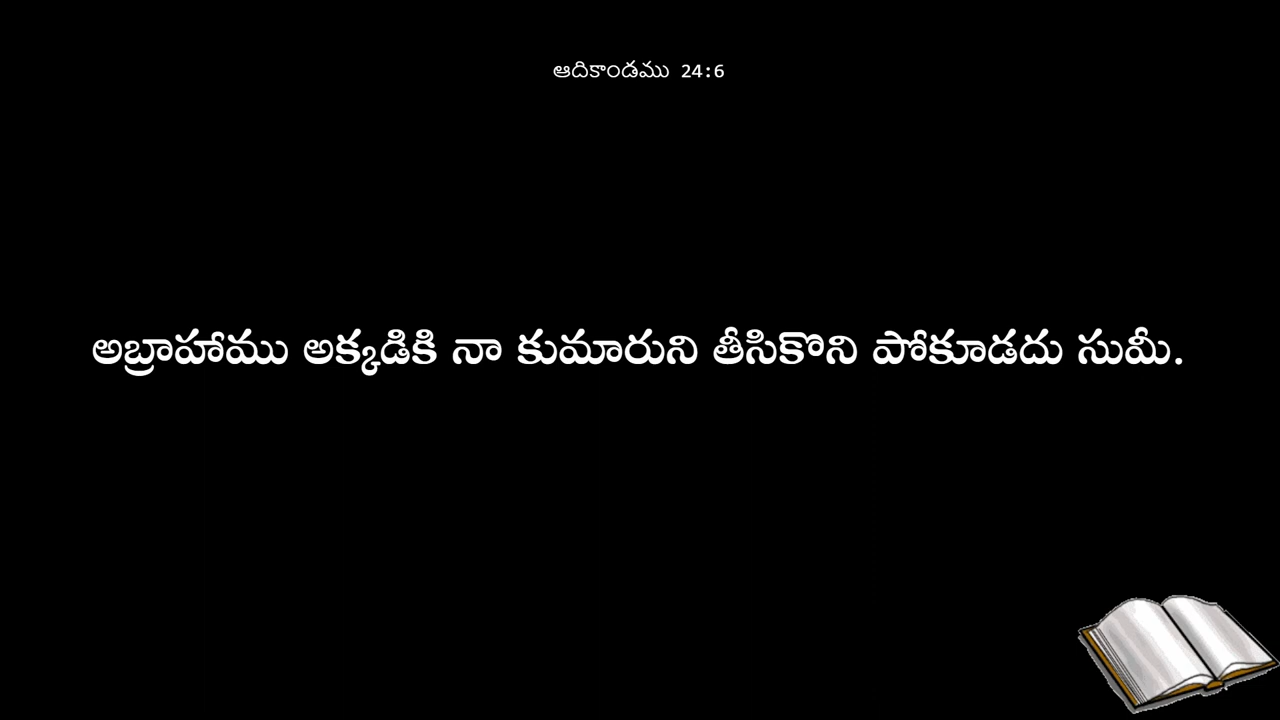 ఆదికాండము 24:6
అబ్రాహాము అక్కడికి నా కుమారుని తీసికొని పోకూడదు సుమీ.